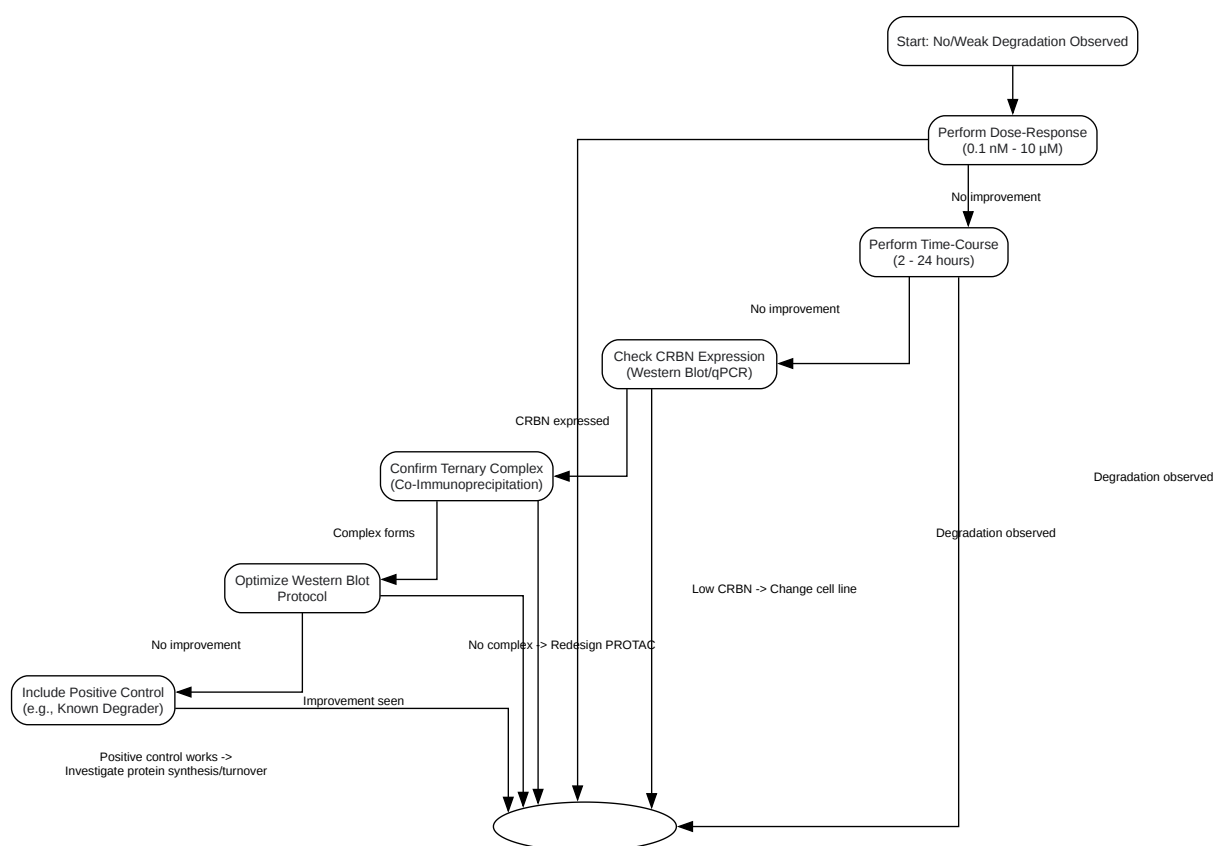 Start: No/Weak Degradation Observed
Perform Dose-Response
(0.1 nM - 10 µM)
No improvement
Perform Time-Course
(2 - 24 hours)
No improvement
Check CRBN Expression
(Western Blot/qPCR)
CRBN expressed
Confirm Ternary Complex
(Co-Immunoprecipitation)
Degradation observed
Complex forms
Degradation observed
Optimize Western Blot
Protocol
Low CRBN -> Change cell line
No improvement
No complex -> Redesign PROTAC
Include Positive Control
(e.g., Known Degrader)
Improvement seen
Positive control works ->
Investigate protein synthesis/turnover